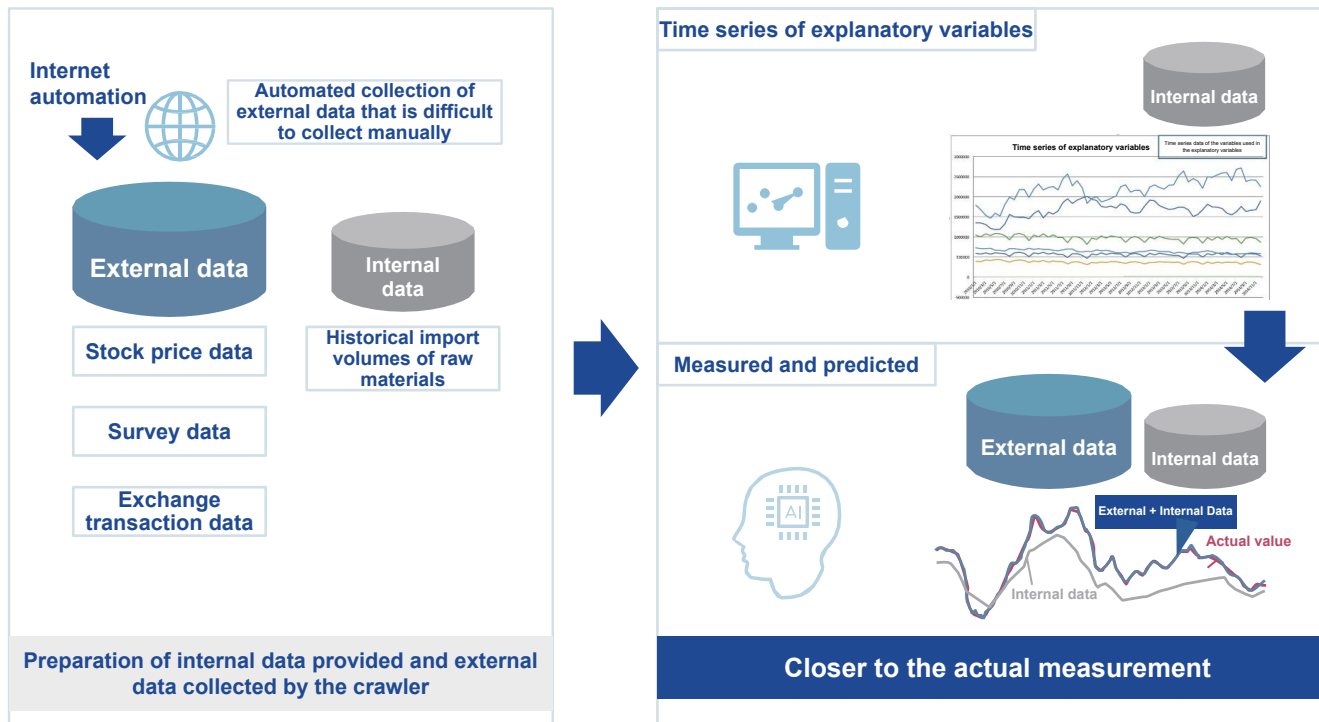 Internet
automation
Automated collection of
external data that is difficult
to collect manually
External data
Internal
data
Stock price data
Historical import
volumes of raw
materials
Survey data
Exchange
transaction data
Preparation of internal data provided and external
data collected by the crawler
Time series of explanatory variables
Internal data
Time series of explanatory variables
Time series data of the variables used in
the explanatory variables
0
Measured and predicted
External data
Internal data
External + Internal Data
Actual value
Internal data
AI
Closer to the actual measurement